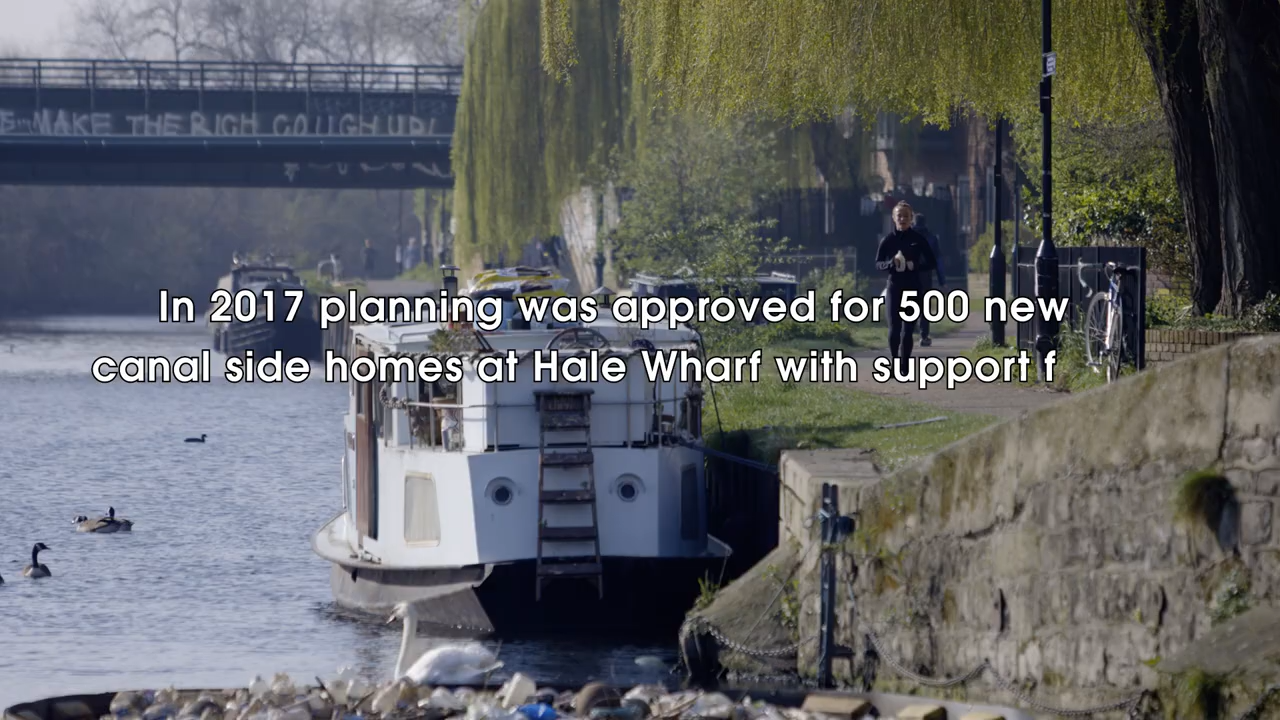 MAKE THE RICH COUGH UP!
In 2017 planning was approved for 500 new
canal side homes at Hale Wharf with support f